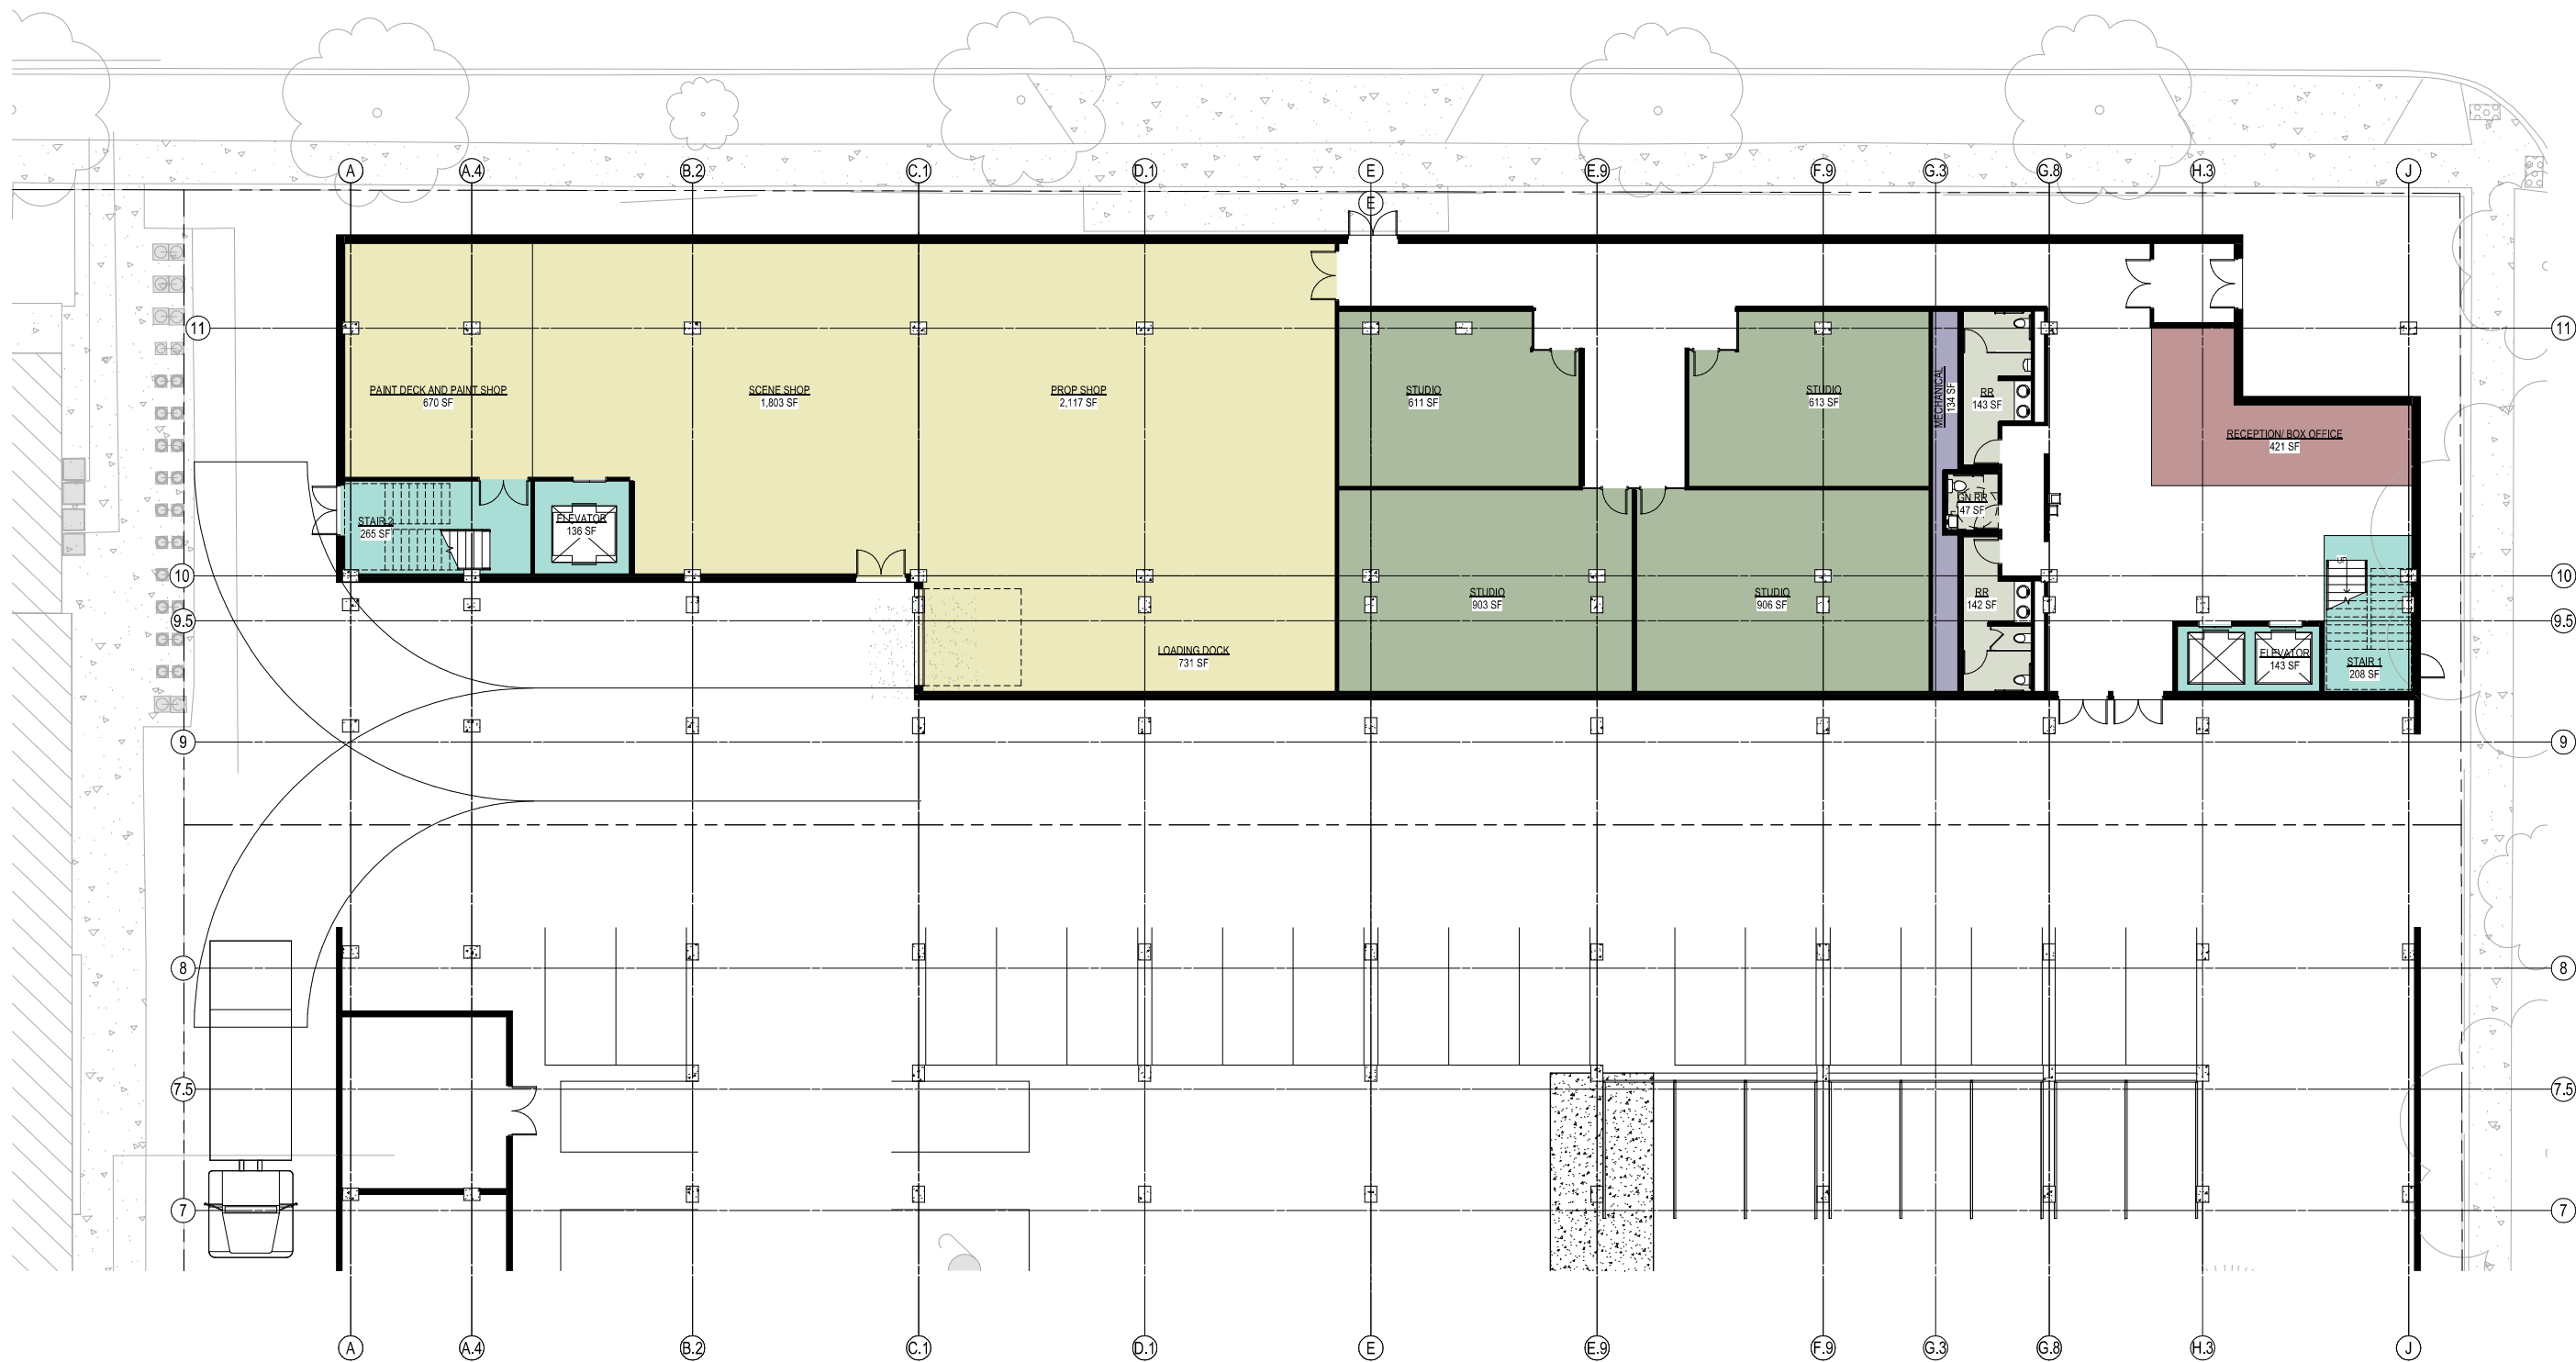 A A.4 B.2 C.1 D.1 E E.9 F.9 G.3 G.8 H.3 J
E
11 11
PAINT DECK AND PAINT SHOP
670 SF
SCENE SHOP
1,803 SF
PROP SHOP
2,117 SF
STUDIO
611 SF
STUDIO
613 SF
MECHANICAL
134 SF
RR
143 SF
RECEPTION/ BOX OFFICE
421 SF
GN RR
47 SF
STAIR 2
265 SF
ELEVATOR
136 SF
UP
10 10
STUDIO
903 SF
STUDIO
906 SF
RR
142 SF
9.5 9.5
LOADING DOCK
731 SF
ELEVATOR
143 SF
STAIR 1
208 SF
9 9
8 8
7.5 7.5
7 7
A A.4 B.2 C.1 D.1 E E.9 F.9 G.3 G.8 H.3 J